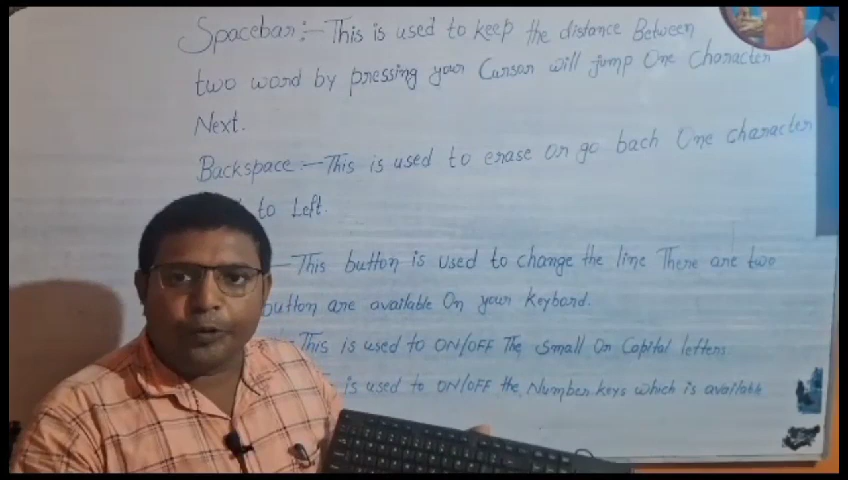 Spacebar:- This is used to keep the distance Between
two word by pressing your Cursor will jump One Character
Next.
Backspace:- This is used to erase or go bach One character
to Left.
This button is used to change the line There are two
button are available On your Keybord.
This is used to ON/OFF The Small Or Capital letters
is used to ON/OFF the Number keys which is available